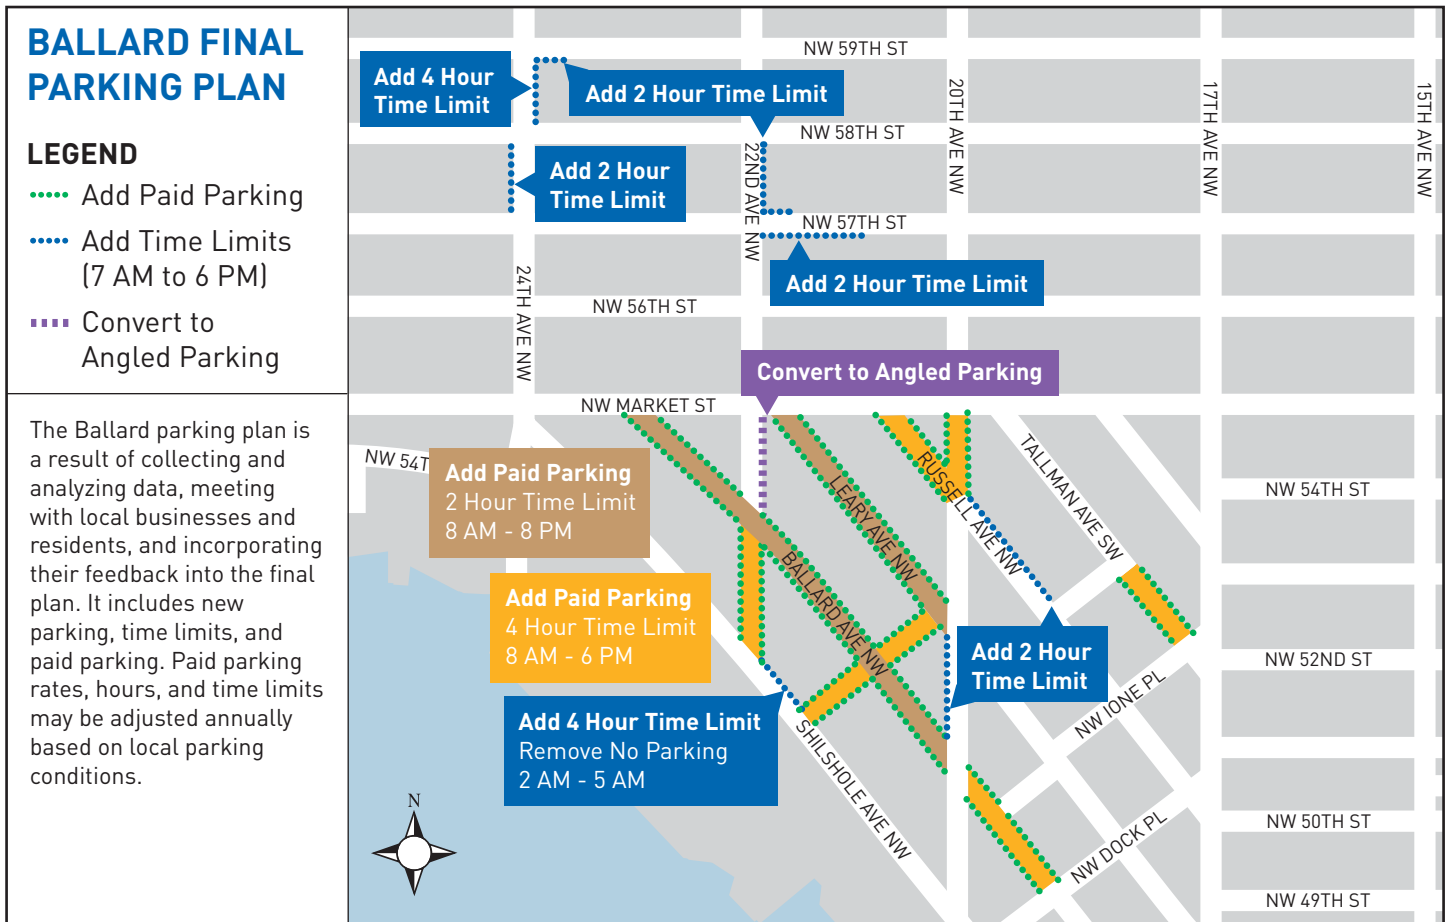 BALLARD FINAL
PARKING PLAN
LEGEND
Add Paid Parking
Add Time Limits
(7 AM to 6 PM)
Convert to
Angled Parking
The Ballard parking plan is
a result of collecting and
analyzing data, meeting
with local businesses and
residents, and incorporating
their feedback into the final
plan. It includes new
parking, time limits, and
paid parking. Paid parking
rates, hours, and time limits
may be adjusted annually
based on local parking
conditions.
N
NW 59TH ST
Add 4 Hour
Time Limit
Add 2 Hour Time Limit
20TH AVE NW
17TH AVE NW
15TH AVE NW
NW 58TH ST
22ND AVE NW
Add 2 Hour
Time Limit
NW 57TH ST
Add 2 Hour Time Limit
24TH AVE NW
NW 56TH ST
Convert to Angled Parking
NW MARKET ST
NW 54T
Add Paid Parking
2 Hour Time Limit
8 AM - 8 PM
LEARY AVE NW
RUSSELL AVE NW
TALLMAN AVE SW
NW 54TH ST
BALLARD AVE NW
Add Paid Parking
4 Hour Time Limit
8 AM - 6 PM
Add 2 Hour
Time Limit
NW 52ND ST
NW IONE PL
Add 4 Hour Time Limit
Remove No Parking
2 AM - 5 AM
SHILSHOLE AVE NW
NW DOCK PL
NW 50TH ST
NW 49TH ST